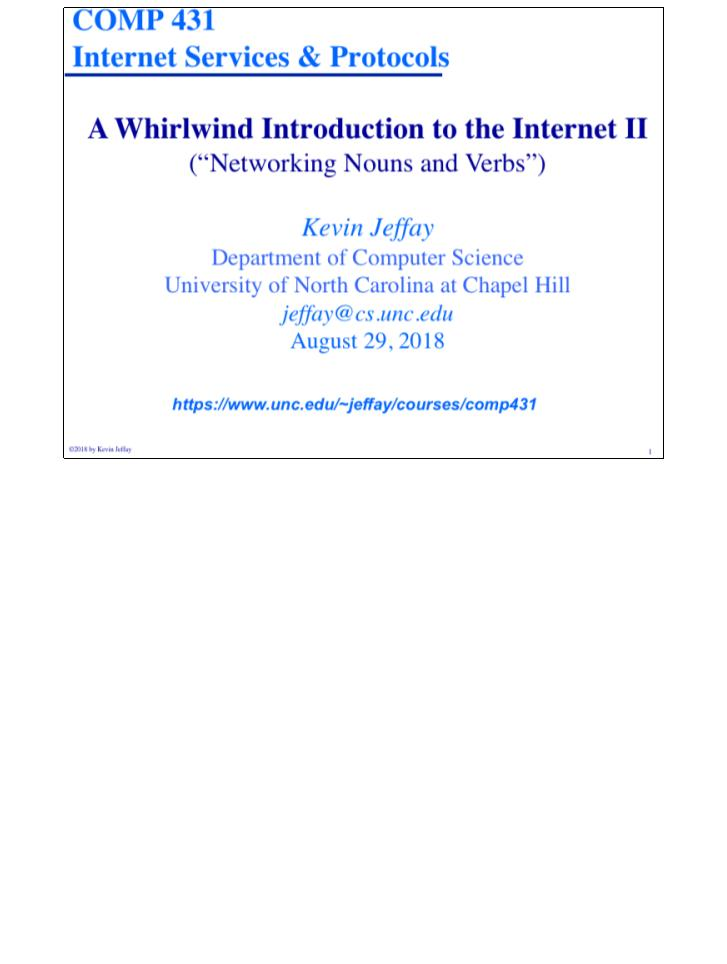 COMP 431
Internet Services & Protocols
A Whirlwind Introduction to the Internet II
(“Networking Nouns and Verbs”)
Kevin Jeffay
Department of Computer Science
University of North Carolina at Chapel Hill
jeffay@cs.unc.edu
August 29, 2018
https://www.unc.edu/~jeffay/courses/comp431
©2018 by Kevin Jeffay
1